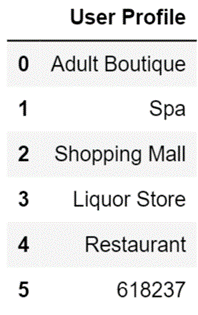 User Profile
0 Adult Boutique
1 Spa
2 Shopping Mall
3 Liquor Store
4 Restaurant
5 618237